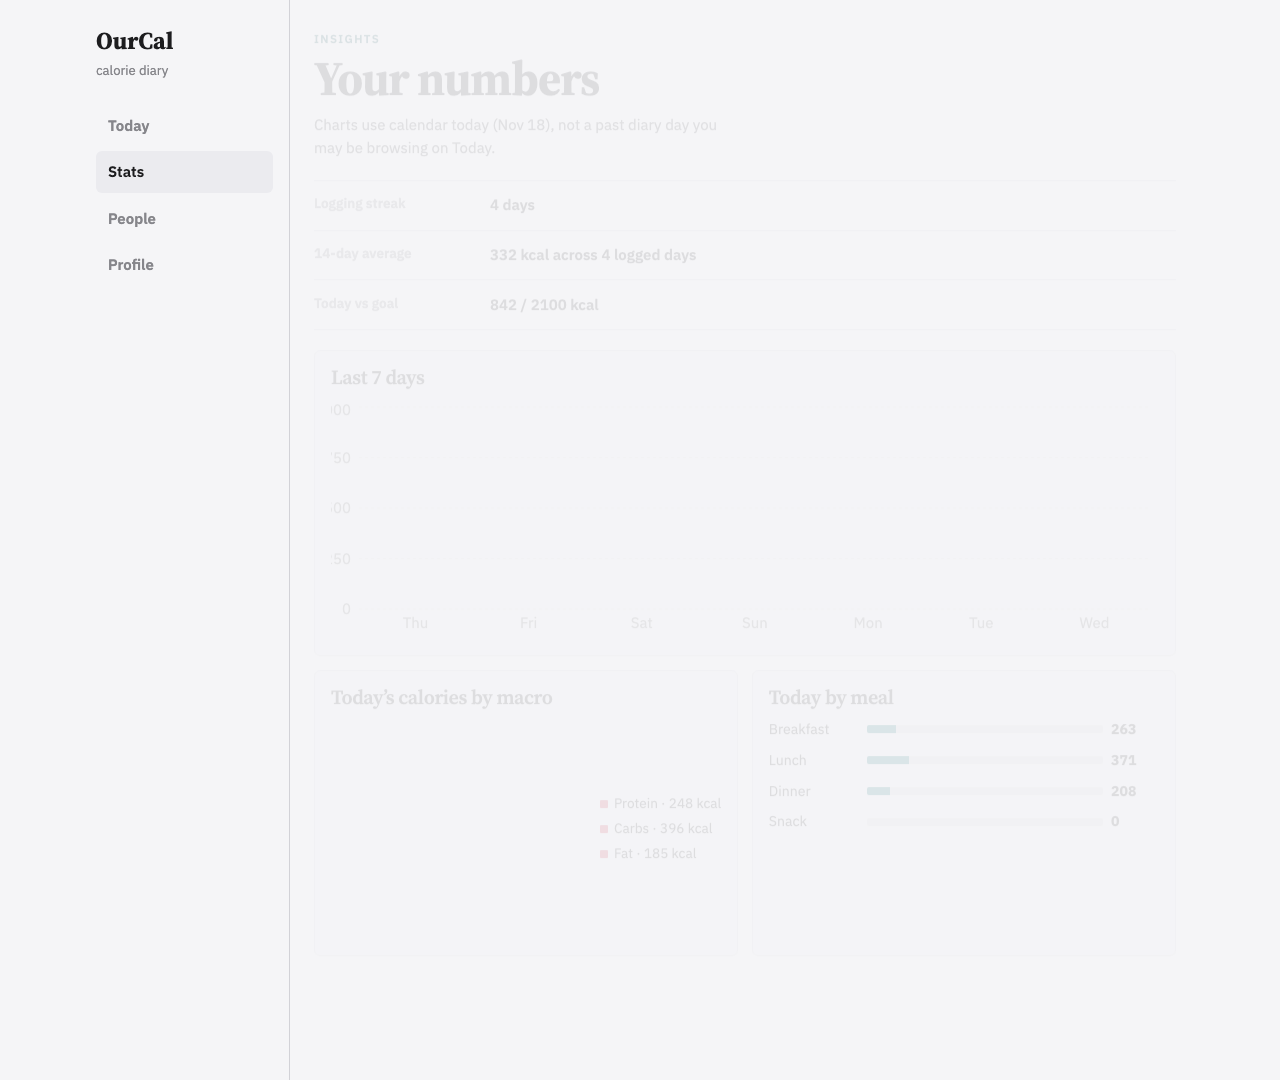 OurCal
calorie diary
Today
Stats
People
Profile
INSIGHTS
Your numbers
Charts use calendar today (Nov 18), not a past diary day you
may be browsing on Today.
Logging streak 4 days
14-day average 332 kcal across 4 logged days
Today vs goal 842 / 2100 kcal
Last 7 days
00
50
00
50
0
Thu Fri Sat Sun Mon Tue Wed
Today’s calories by macro
Protein · 248 kcal
Carbs · 396 kcal
Fat · 185 kcal
Today by meal
Breakfast 263
Lunch 371
Dinner 208
Snack 0